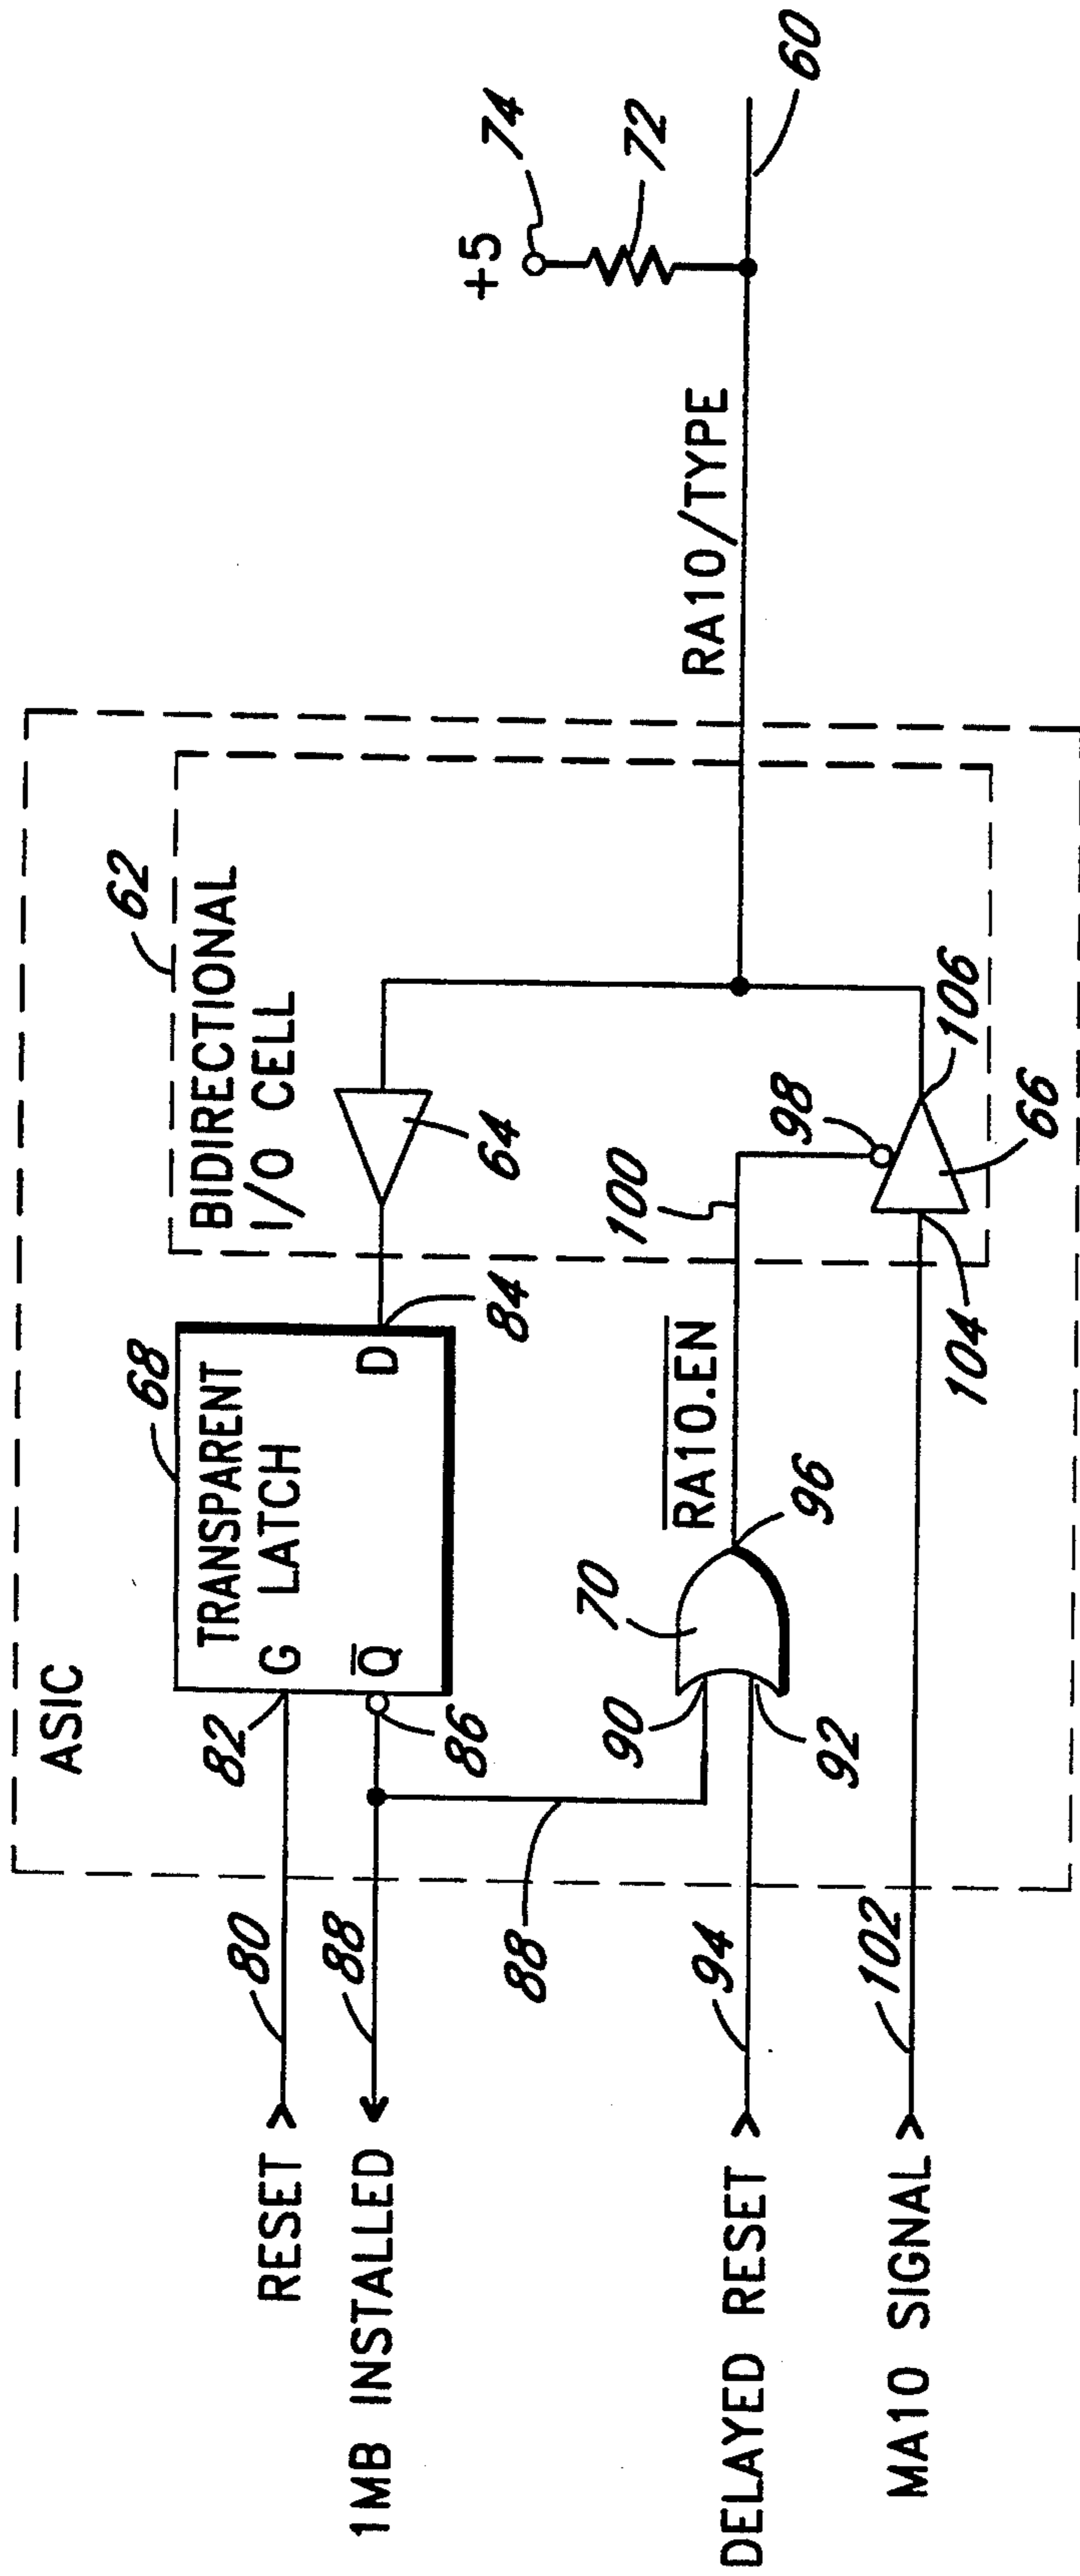 ASIC
62
BIDIRECTIONAL
I/O CELL
68
TRANSPARENT
LATCH
G
D
Q̅
RESET
80
82
84
64
1MB INSTALLED
88
86
88
+5
74
72
60
RA10/TYPE
70
90
92
96
R̅A̅1̅0̅.̅E̅N̅
100
98
DELAYED RESET
94
MA10 SIGNAL
102
104
106
66